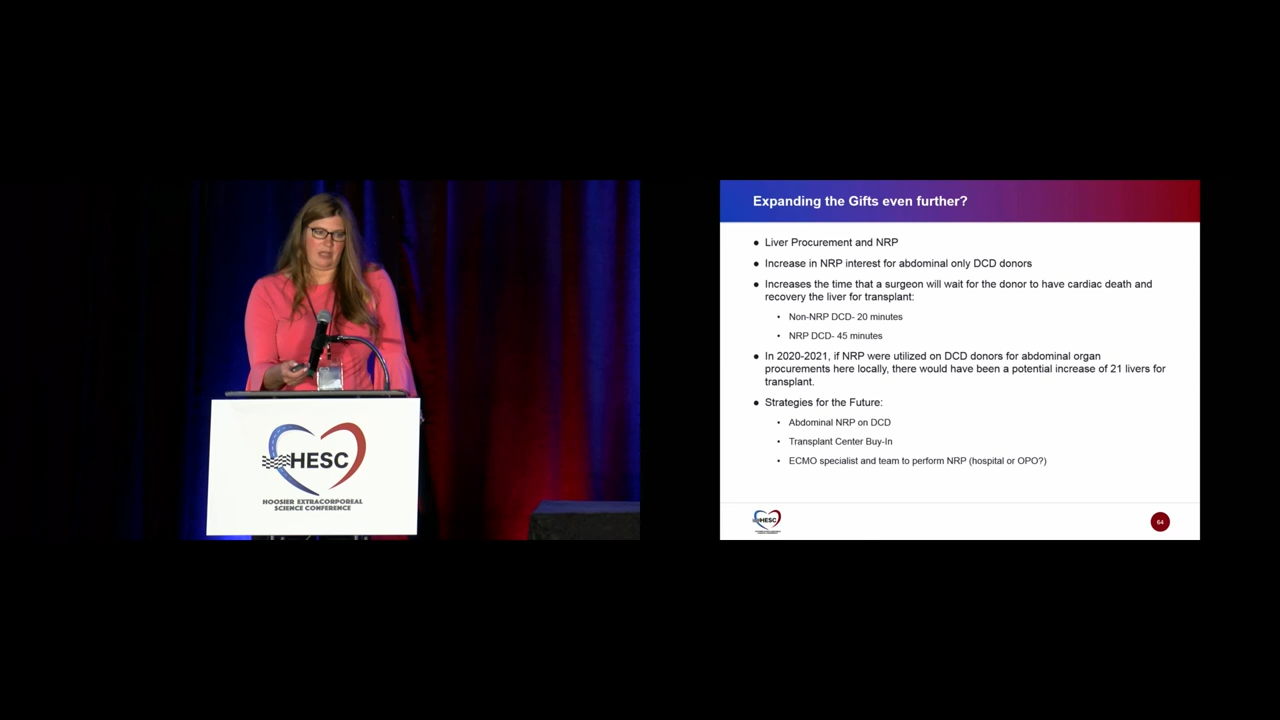 HESC
HOOSIER EXTRACORPOREAL
SCIENCE CONFERENCE
Expanding the Gifts even further?
● Liver Procurement and NRP
● Increase in NRP interest for abdominal only DCD donors
● Increases the time that a surgeon will wait for the donor to have cardiac death and
recovery the liver for transplant:
• Non-NRP DCD- 20 minutes
• NRP DCD- 45 minutes
● In 2020-2021, if NRP were utilized on DCD donors for abdominal organ
procurements here locally, there would have been a potential increase of 21 livers for
transplant.
● Strategies for the Future:
• Abdominal NRP on DCD
• Transplant Center Buy-In
• ECMO specialist and team to perform NRP (hospital or OPO?)
HESC
64